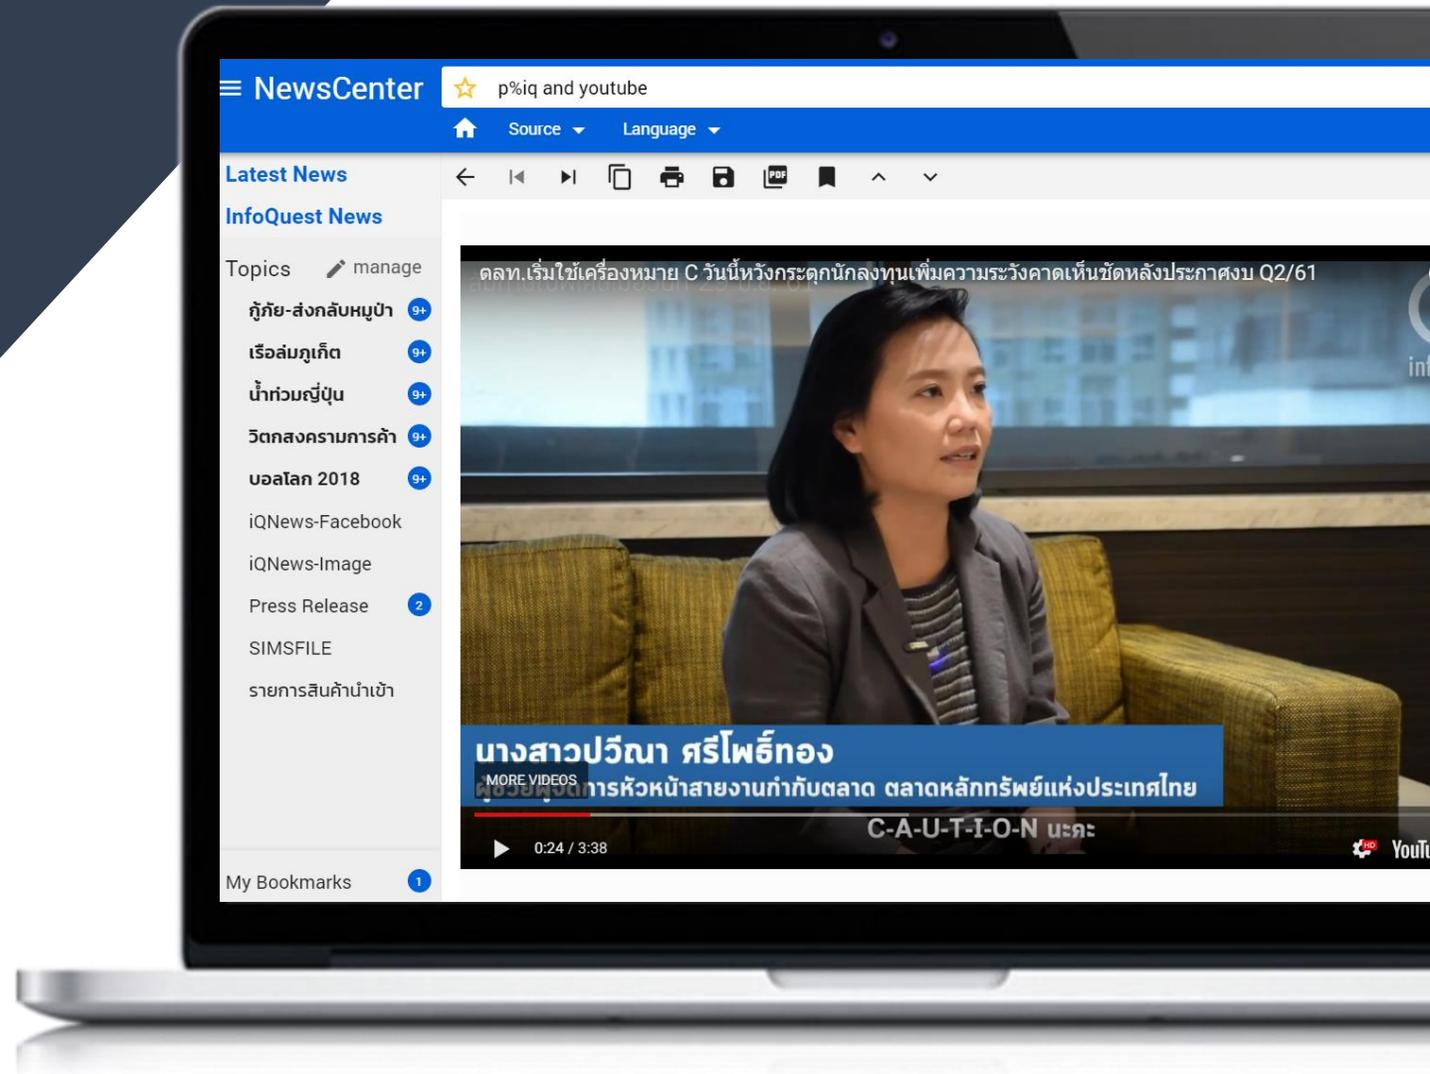 NewsCenter
p%iq and youtube
Source
Language
Latest News
InfoQuest News
Topics manage
PDF
ตลท.เริ่มใช้เครื่องหมาย C วันนี้หวังกระตุกนักลงทุนเพิ่มความระวังคาดเห็นชัดหลังประกาศงบ Q2/61
กู้ภัย-ส่งกลับหมูป่า 9+
เรือล่มภูเก็ต 9+
น้ำท่วมญี่ปุ่น 9+
วิตกสงครามการค้า 9+
บอลโลก 2018 9+
iQNews-Facebook
iQNews-Image
Press Release 2
SIMSFILE
รายการสินค้านำเข้า
นางสาวปวีณา ศรีโพธิ์ทอง
MORE VIDEOS
ผู้ช่วยผู้จัดการหัวหน้าสายงานกำกับตลาด ตลาดหลักทรัพย์แห่งประเทศไทย
C-A-U-T-I-O-N นะคะ
0:24 / 3:38
HD
My Bookmarks 1